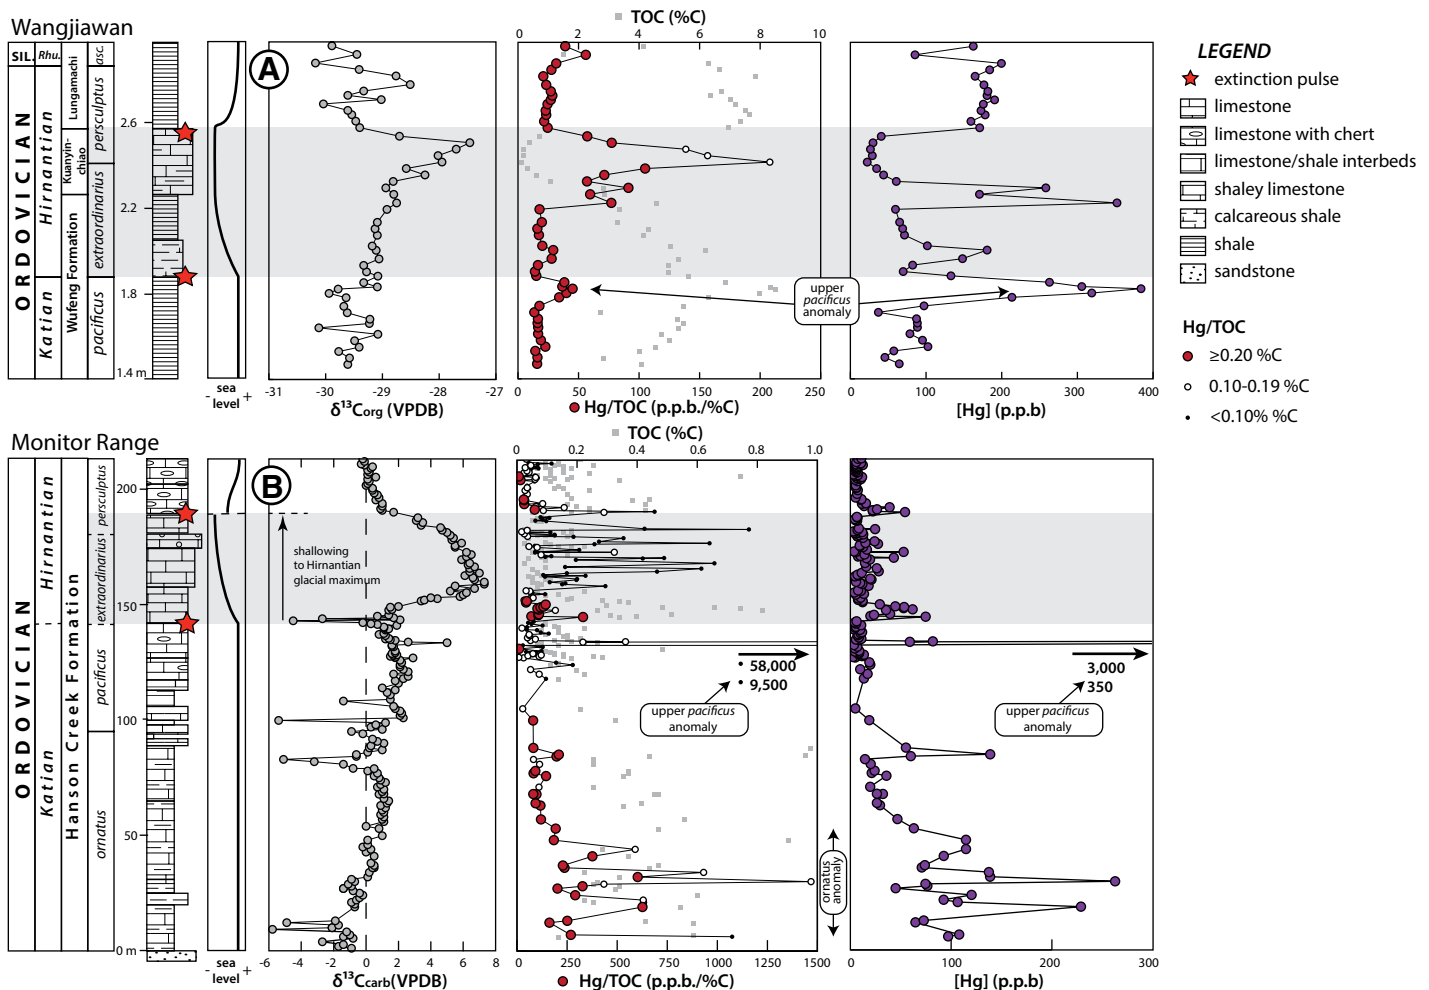 Wangjiawan
TOC (%C)
0 2 4 6 8 10
SIL. Rhu. asc.
ORDOVICIAN
Hirnantian
Katian
Lungamachi
Kuanyin-
chiao
Wufeng Formation
persculptus
extraordinarius
pacificus
2.6
2.2
1.8
1.4 m
- sea +
level
A
-31 -30 -29 -28 -27
δ13Corg (VPDB)
0 50 100 150 200 250
Hg/TOC (p.p.b./%C)
upper
pacificus
anomaly
0 100 200 300 400
[Hg] (p.p.b)
LEGEND
extinction pulse
limestone
limestone with chert
limestone/shale interbeds
shaley limestone
calcareous shale
shale
sandstone
Hg/TOC
≥0.20 %C
0.10-0.19 %C
<0.10% %C
Monitor Range
TOC (%C)
0 0.2 0.4 0.6 0.8 1.0
ORDOVICIAN
Hirnantian
Katian
Hanson Creek Formation
persculptus
extraordinarius
pacificus
ornatus
200
150
100
50
0 m
- sea +
level
B
shallowing
to Hirnantian
glacial maximum
-6 -4 -2 0 2 4 6 8
δ13Ccarb(VPDB)
58,000
9,500
upper pacificus
anomaly
ornatus
anomaly
0 250 500 750 1000 1250 1500
Hg/TOC (p.p.b./%C)
3,000
350
upper pacificus
anomaly
0 100 200 300
[Hg] (p.p.b)